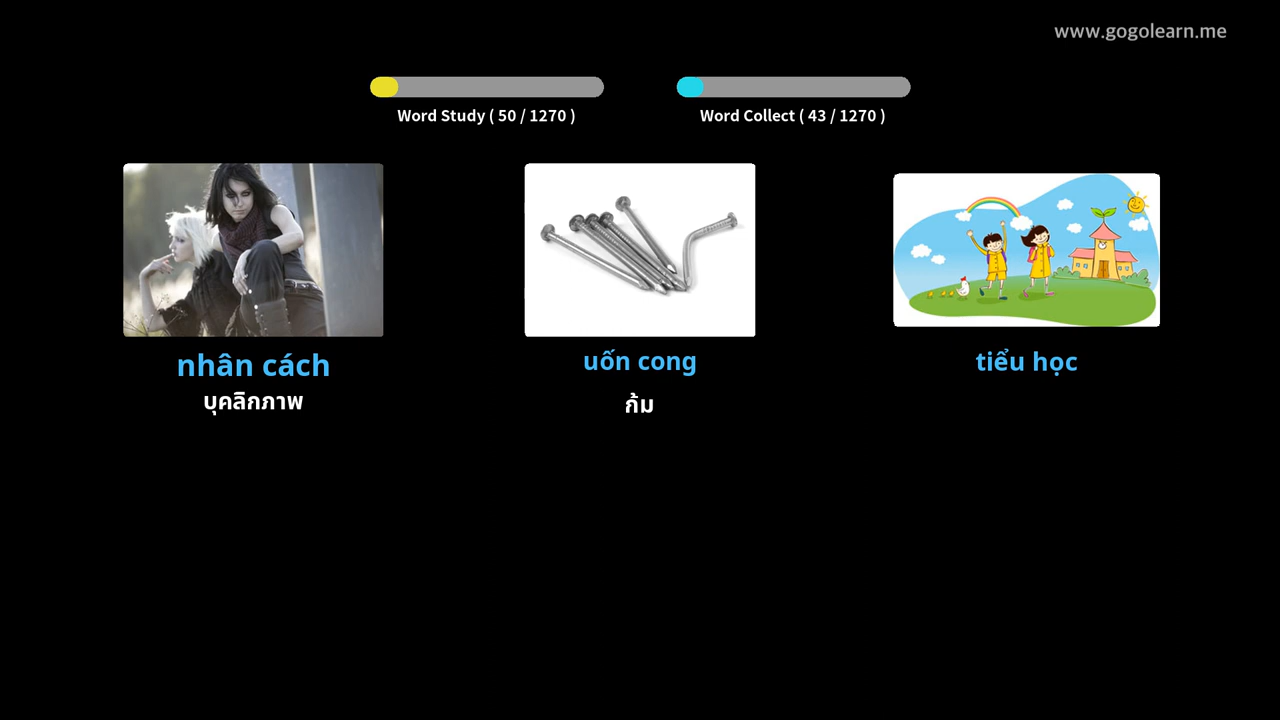 www.gogolearn.me
Word Study ( 50 / 1270 )
Word Collect ( 43 / 1270 )
nhân cách
บุคลิกภาพ
uốn cong
ก้ม
tiểu học